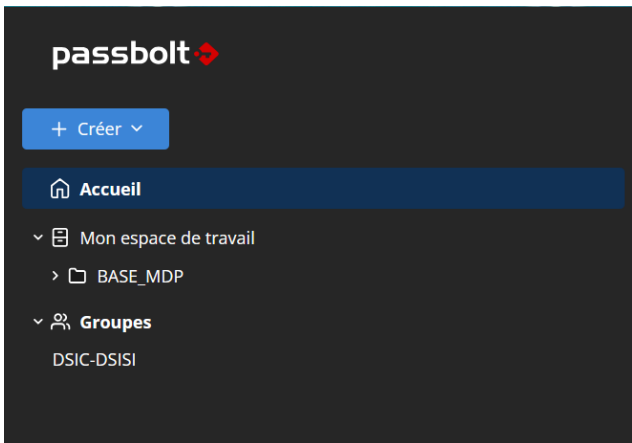 passbolt
+ Créer
Accueil
Mon espace de travail
BASE_MDP
Groupes
DSIC-DSISI